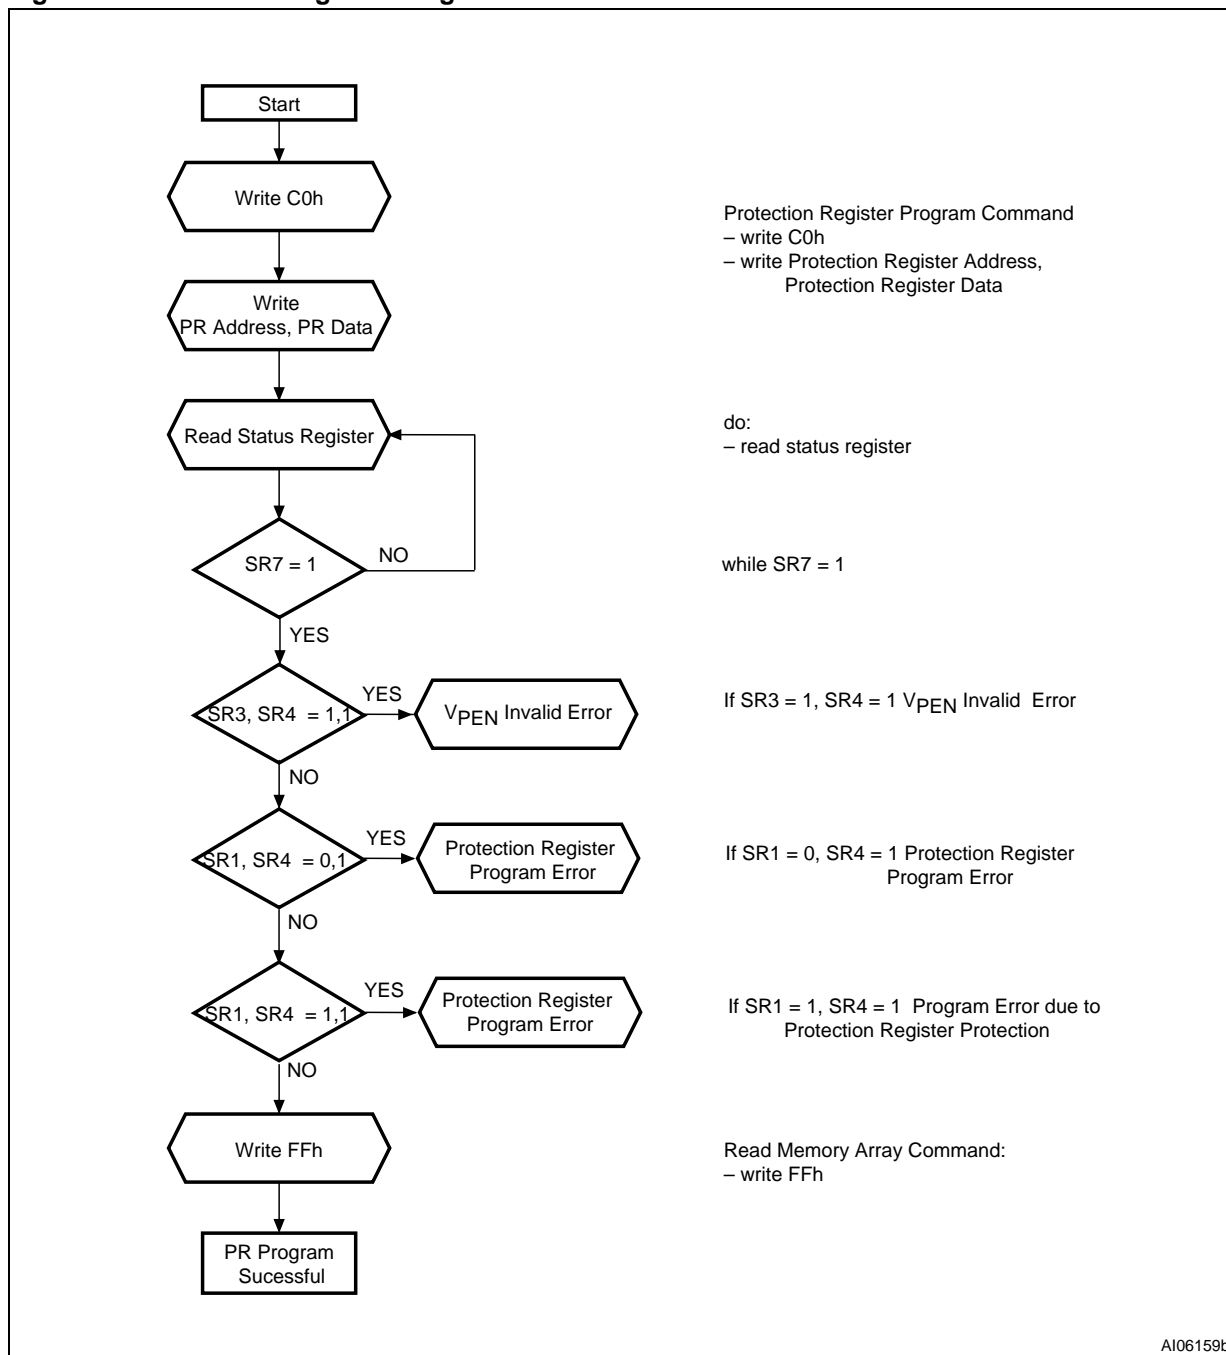 Start
Write C0h
Protection Register Program Command
– write C0h
– write Protection Register Address,
Protection Register Data
Write
PR Address, PR Data
Read Status Register
do:
– read status register
SR7 = 1
NO
while SR7 = 1
YES
SR3, SR4 = 1,1
YES
VPEN Invalid Error
If SR3 = 1, SR4 = 1 VPEN Invalid Error
NO
SR1, SR4 = 0,1
YES
Protection Register
Program Error
If SR1 = 0, SR4 = 1 Protection Register
Program Error
NO
SR1, SR4 = 1,1
YES
Protection Register
Program Error
If SR1 = 1, SR4 = 1 Program Error due to
Protection Register Protection
NO
Write FFh
Read Memory Array Command:
– write FFh
PR Program
Sucessful
AI06159b